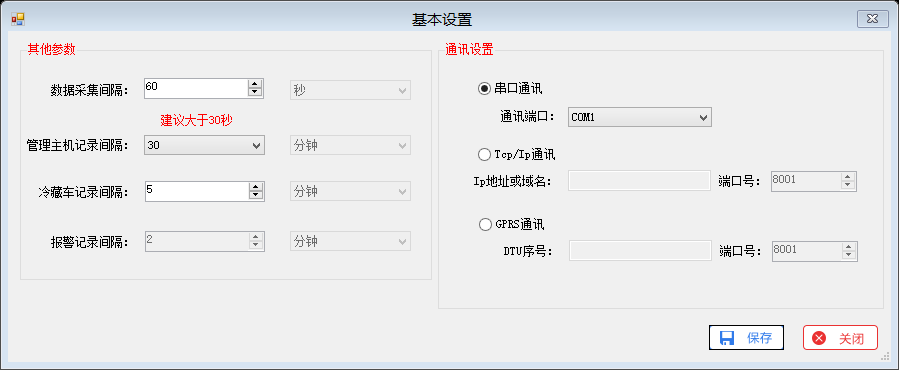 基本设置
其他参数
数据采集间隔： 60 秒
建议大于30秒
管理主机记录间隔： 30 分钟
冷藏车记录间隔： 5 分钟
报警记录间隔： 2 分钟
通讯设置
串口通讯
通讯端口： COM1
Tcp/Ip通讯
Ip地址或域名： 端口号： 8001
GPRS通讯
DTU序号： 端口号： 8001
保存 关闭